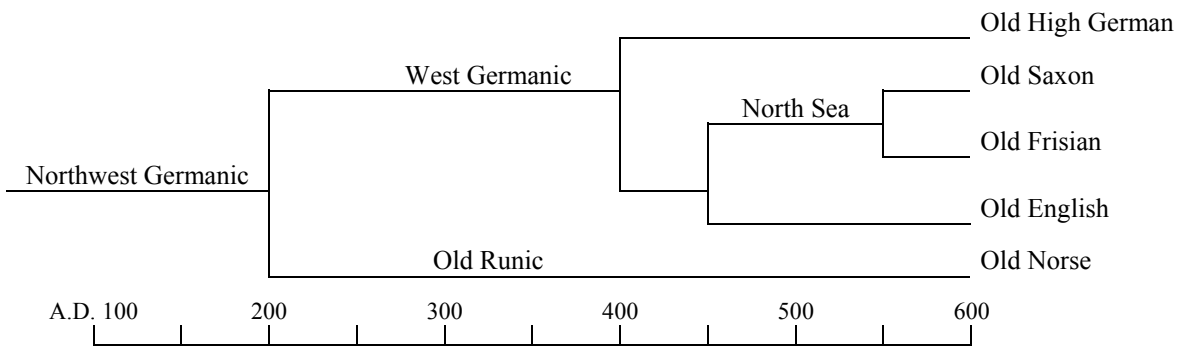 Old High German
West Germanic
Old Saxon
North Sea
Old Frisian
Northwest Germanic
Old English
Old Runic
Old Norse
A.D. 100 200 300 400 500 600